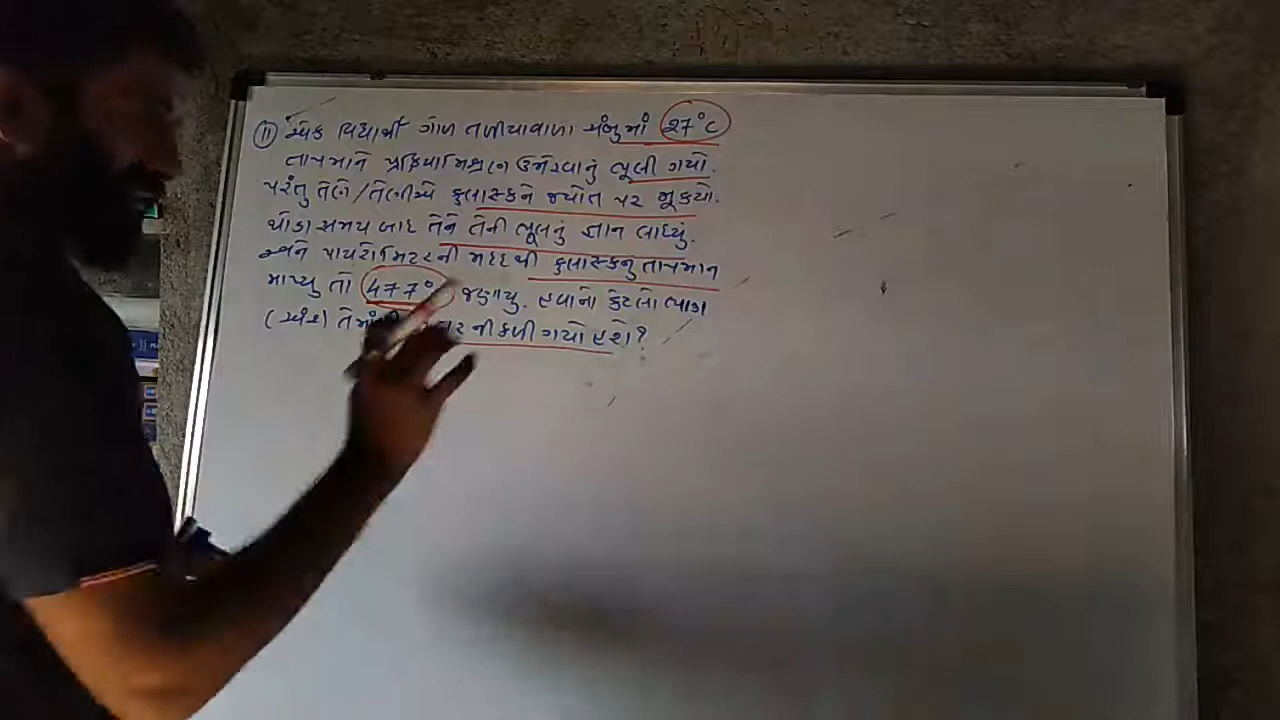 (11) એક વિદ્યાર્થી ગોળ તળીયાવાળા ચંબુમાં 27°C
તાપમાને પ્રક્રિયામિશ્રણ ઉમેરવાનું ભૂલી ગયો.
પરંતુ તેણે/તેણીએ ફ્લાસ્કને જ્યોત પર મૂકયો.
થોડા સમય બાદ તેને તેની ભૂલનું જ્ઞાન લાધ્યું.
અને પાયરોમિટરની મદદથી ફ્લાસ્કનુ તાપમાન
માપ્યુ તો 477° જણાયુ. હવાનો કેટલો ભાગ
(અંશ) નીકળી ગયો હશે?